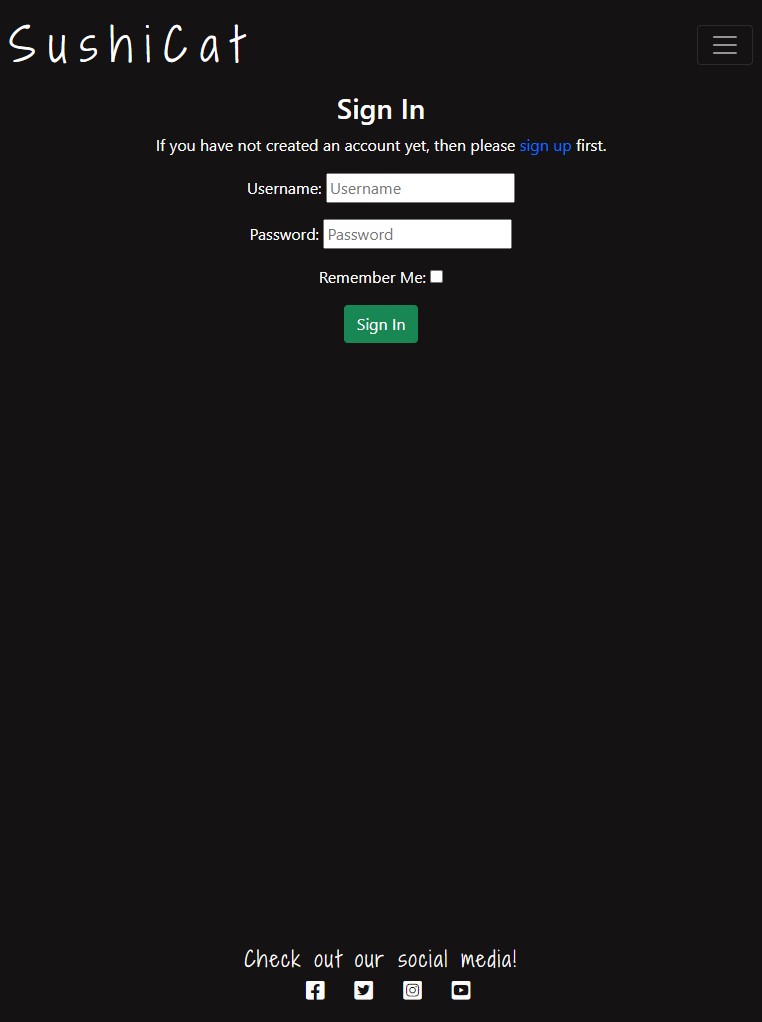 SushiCat
Sign In
If you have not created an account yet, then please sign up first.
Username: Username
Password: Password
Remember Me:
Sign In
Check out our social media!